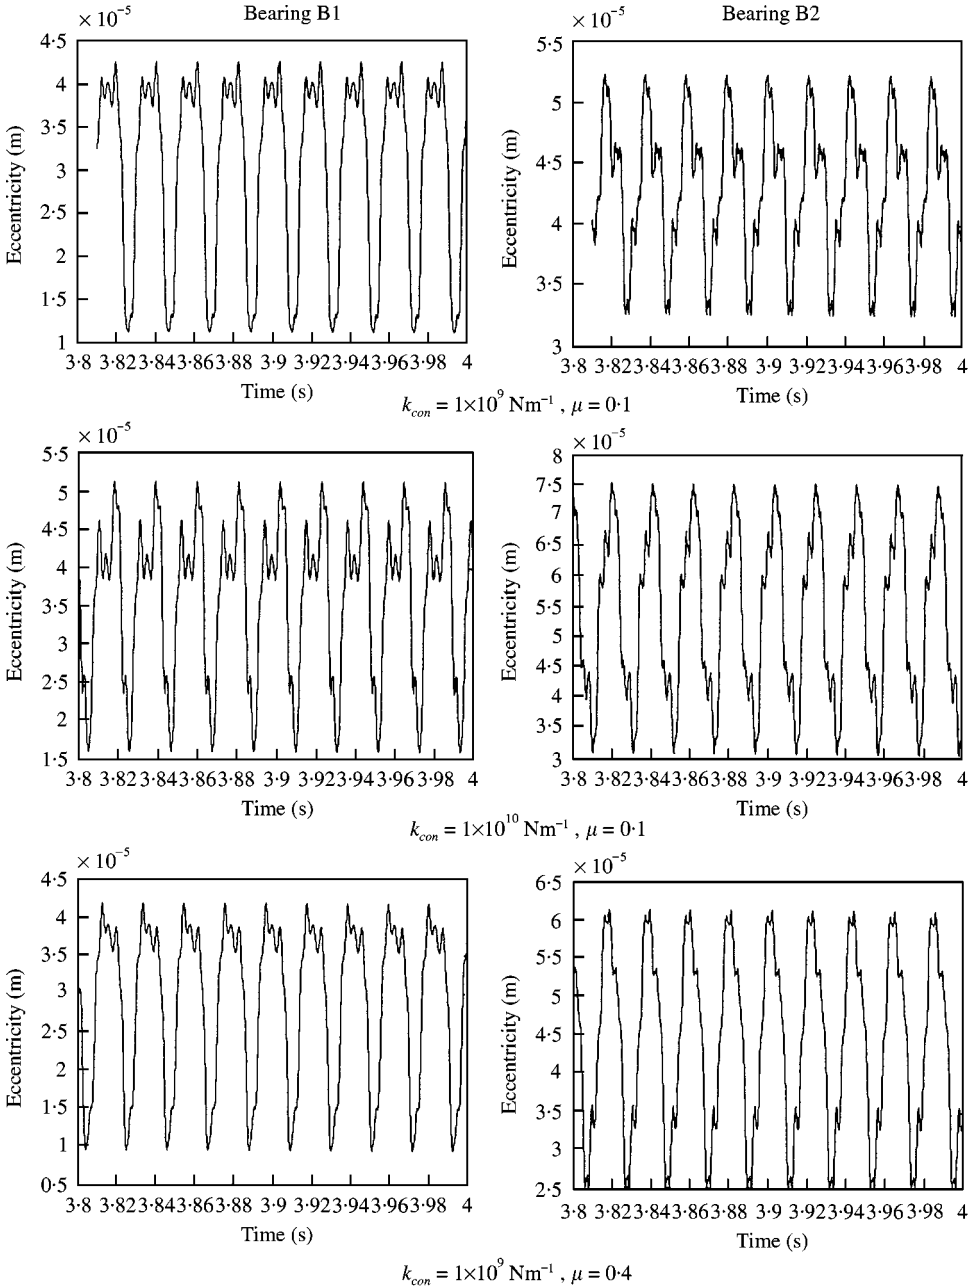 Bearing B1
Bearing B2
× 10⁻⁵
4·5
4
3·5
3
2·5
2
1·5
1
Eccentricity (m)
3·8 3·82 3·84 3·86 3·88 3·9 3·92 3·94 3·96 3·98 4
Time (s)
× 10⁻⁵
5·5
5
4·5
4
3·5
3
Eccentricity (m)
3·8 3·82 3·84 3·86 3·88 3·9 3·92 3·94 3·96 3·98 4
Time (s)
k_con = 1×10⁹ Nm⁻¹ , μ = 0·1
× 10⁻⁵
5·5
5
4·5
4
3·5
3
2·5
2
1·5
Eccentricity (m)
3·8 3·82 3·84 3·86 3·88 3·9 3·92 3·94 3·96 3·98 4
Time (s)
× 10⁻⁵
8
7·5
7
6·5
6
5·5
5
4·5
4
3·5
3
Eccentricity (m)
3·8 3·82 3·84 3·86 3·88 3·9 3·92 3·94 3·96 3·98 4
Time (s)
k_con = 1×10¹⁰ Nm⁻¹ , μ = 0·1
× 10⁻⁵
4·5
4
3·5
3
2·5
2
1·5
1
0·5
Eccentricity (m)
3·8 3·82 3·84 3·86 3·88 3·9 3·92 3·94 3·96 3·98 4
Time (s)
× 10⁻⁵
6·5
6
5·5
5
4·5
4
3·5
3
2·5
Eccentricity (m)
3·8 3·82 3·84 3·86 3·88 3·9 3·92 3·94 3·96 3·98 4
Time (s)
k_con = 1×10⁹ Nm⁻¹ , μ = 0·4